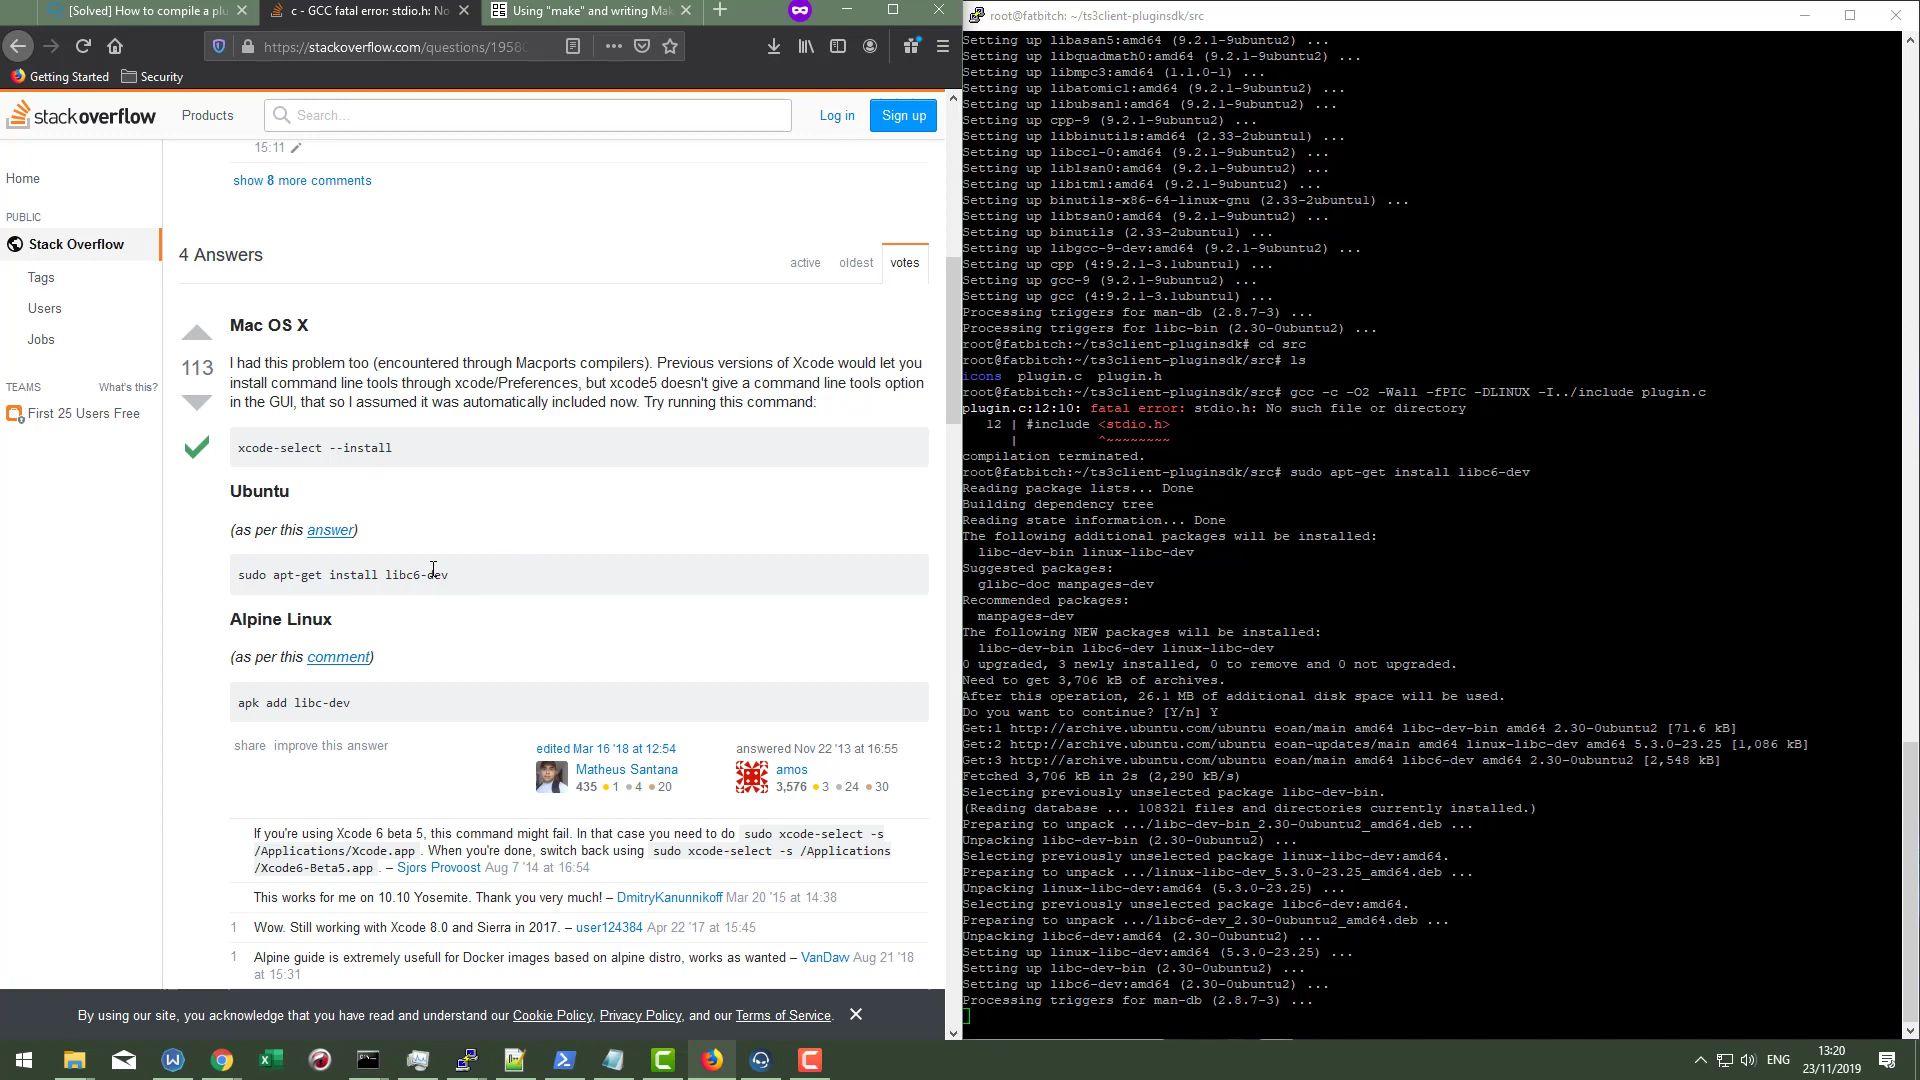 [Solved] How to compile a plu
c - GCC fatal error: stdio.h: No
Using "make" and writing Mak
https://stackoverflow.com/questions/19580
Getting Started
Security
stackoverflow
Products
Search...
Log in
Sign up
Home
PUBLIC
Stack Overflow
Tags
Users
Jobs
TEAMS
What's this?
First 25 Users Free
15:11
show 8 more comments
4 Answers
active
oldest
votes
Mac OS X
113
I had this problem too (encountered through Macports compilers). Previous versions of Xcode would let you
install command line tools through xcode/Preferences, but xcode5 doesn't give a command line tools option
in the GUI, that so I assumed it was automatically included now. Try running this command:
xcode-select --install
Ubuntu
(as per this answer)
sudo apt-get install libc6-dev
Alpine Linux
(as per this comment)
apk add libc-dev
share improve this answer
edited Mar 16 '18 at 12:54
Matheus Santana
435 1 4 20
answered Nov 22 '13 at 16:55
amos
3,576 3 24 30
If you're using Xcode 6 beta 5, this command might fail. In that case you need to do sudo xcode-select -s
/Applications/Xcode.app . When you're done, switch back using sudo xcode-select -s /Applications
/Xcode6-Beta5.app . – Sjors Provoost Aug 7 '14 at 16:54
This works for me on 10.10 Yosemite. Thank you very much! – DmitryKanunnikoff Mar 20 '15 at 14:38
1 Wow. Still working with Xcode 8.0 and Sierra in 2017. – user124384 Apr 22 '17 at 15:45
1 Alpine guide is extremely usefull for Docker images based on alpine distro, works as wanted – VanDaw Aug 21 '18
at 15:31
By using our site, you acknowledge that you have read and understand our Cookie Policy, Privacy Policy, and our Terms of Service.
root@fatbitch: ~/ts3client-pluginsdk/src
Setting up libasan5:amd64 (9.2.1-9ubuntu2) ...
Setting up libquadmath0:amd64 (9.2.1-9ubuntu2) ...
Setting up libmpc3:amd64 (1.1.0-1) ...
Setting up libatomic1:amd64 (9.2.1-9ubuntu2) ...
Setting up libubsan1:amd64 (9.2.1-9ubuntu2) ...
Setting up cpp-9 (9.2.1-9ubuntu2) ...
Setting up libbinutils:amd64 (2.33-2ubuntu1) ...
Setting up libcc1-0:amd64 (9.2.1-9ubuntu2) ...
Setting up liblsan0:amd64 (9.2.1-9ubuntu2) ...
Setting up libitm1:amd64 (9.2.1-9ubuntu2) ...
Setting up binutils-x86-64-linux-gnu (2.33-2ubuntu1) ...
Setting up libtsan0:amd64 (9.2.1-9ubuntu2) ...
Setting up binutils (2.33-2ubuntu1) ...
Setting up libgcc-9-dev:amd64 (9.2.1-9ubuntu2) ...
Setting up cpp (4:9.2.1-3.1ubuntu1) ...
Setting up gcc-9 (9.2.1-9ubuntu2) ...
Setting up gcc (4:9.2.1-3.1ubuntu1) ...
Processing triggers for man-db (2.8.7-3) ...
Processing triggers for libc-bin (2.30-0ubuntu2) ...
root@fatbitch:~/ts3client-pluginsdk# cd src
root@fatbitch:~/ts3client-pluginsdk/src# ls
icons plugin.c plugin.h
root@fatbitch:~/ts3client-pluginsdk/src# gcc -c -O2 -Wall -fPIC -DLINUX -I../include plugin.c
plugin.c:12:10: fatal error: stdio.h: No such file or directory
12 | #include <stdio.h>
| ^~~~~~~~~
compilation terminated.
root@fatbitch:~/ts3client-pluginsdk/src# sudo apt-get install libc6-dev
Reading package lists... Done
Building dependency tree
Reading state information... Done
The following additional packages will be installed:
libc-dev-bin linux-libc-dev
Suggested packages:
glibc-doc manpages-dev
Recommended packages:
manpages-dev
The following NEW packages will be installed:
libc-dev-bin libc6-dev linux-libc-dev
0 upgraded, 3 newly installed, 0 to remove and 0 not upgraded.
Need to get 3,706 kB of archives.
After this operation, 26.1 MB of additional disk space will be used.
Do you want to continue? [Y/n] Y
Get:1 http://archive.ubuntu.com/ubuntu eoan/main amd64 libc-dev-bin amd64 2.30-0ubuntu2 [71.6 kB]
Get:2 http://archive.ubuntu.com/ubuntu eoan-updates/main amd64 linux-libc-dev amd64 5.3.0-23.25 [1,086 kB]
Get:3 http://archive.ubuntu.com/ubuntu eoan/main amd64 libc6-dev amd64 2.30-0ubuntu2 [2,548 kB]
Fetched 3,706 kB in 2s (2,290 kB/s)
Selecting previously unselected package libc-dev-bin.
(Reading database ... 108321 files and directories currently installed.)
Preparing to unpack .../libc-dev-bin_2.30-0ubuntu2_amd64.deb ...
Unpacking libc-dev-bin (2.30-0ubuntu2) ...
Selecting previously unselected package linux-libc-dev:amd64.
Preparing to unpack .../linux-libc-dev_5.3.0-23.25_amd64.deb ...
Unpacking linux-libc-dev:amd64 (5.3.0-23.25) ...
Selecting previously unselected package libc6-dev:amd64.
Preparing to unpack .../libc6-dev_2.30-0ubuntu2_amd64.deb ...
Unpacking libc6-dev:amd64 (2.30-0ubuntu2) ...
Setting up linux-libc-dev:amd64 (5.3.0-23.25) ...
Setting up libc-dev-bin (2.30-0ubuntu2) ...
Setting up libc6-dev:amd64 (2.30-0ubuntu2) ...
Processing triggers for man-db (2.8.7-3) ...
ENG
13:20
23/11/2019